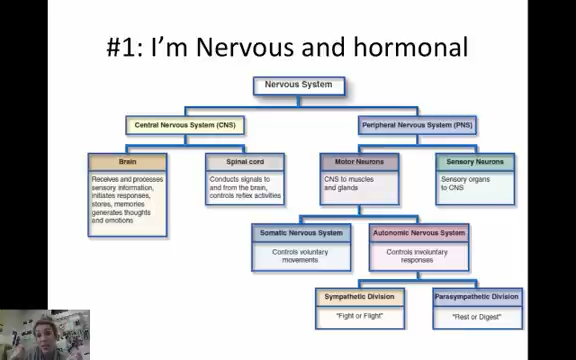 #1: I'm Nervous and hormonal
Nervous System
Central Nervous System (CNS)
Peripheral Nervous System (PNS)
Brain
Receives and processes
sensory information,
initiates responses,
stores, memories
generates thoughts
and emotions
Spinal cord
Conducts signals to
and from the brain,
controls reflex activities
Motor Neurons
CNS to muscles
and glands
Sensory Neurons
Sensory organs
to CNS
Somatic Nervous System
Controls voluntary
movements
Autonomic Nervous System
Controls involuntary
responses
Sympathetic Division
"Fight or Flight"
Parasympathetic Division
"Rest or Digest"